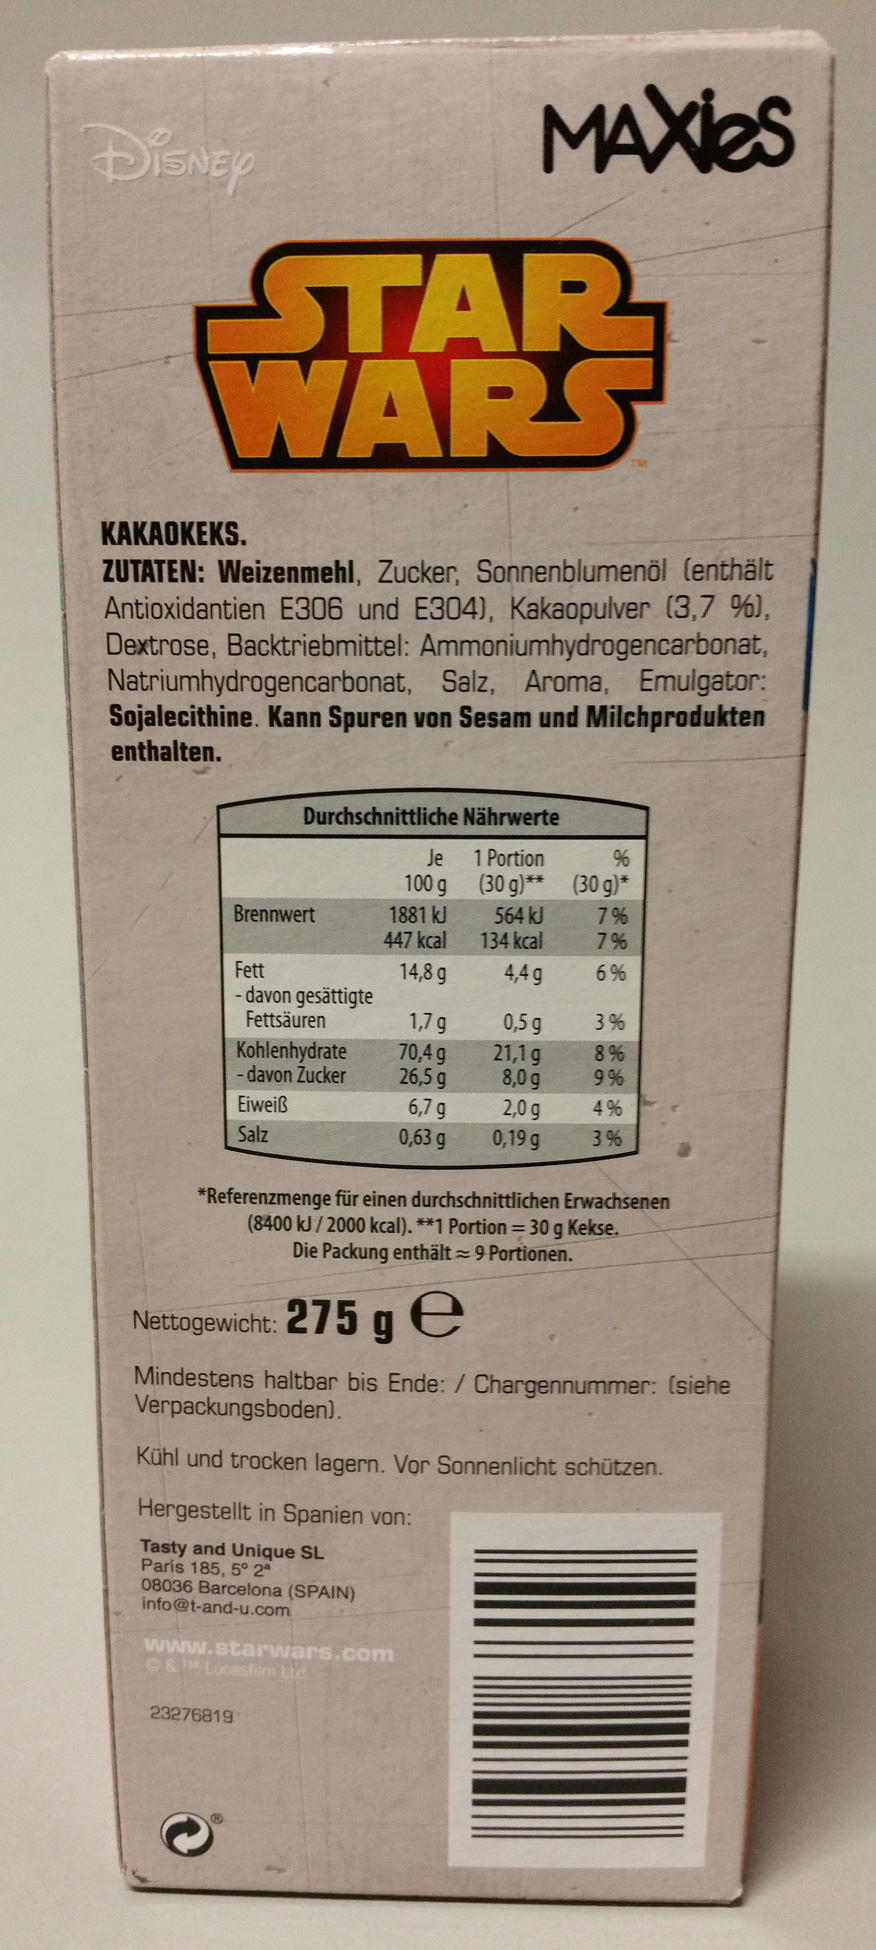 DISNEY
MAXieS
STAR
WARS
TM
KAKAOKEKS.
ZUTATEN: Weizenmehl, Zucker, Sonnenblumenöl (enthält
Antioxidantien E306 und E304), Kakaopulver (3,7 %),
Dextrose, Backtriebmittel: Ammoniumhydrogencarbonat,
Natriumhydrogencarbonat, Salz, Aroma, Emulgator:
Sojalecithine. Kann Spuren von Sesam und Milchprodukten
enthalten.
Durchschnittliche Nährwerte
Je 1 Portion %
100 g (30 g)** (30 g)*
Brennwert 1881 kJ 564 kJ 7 %
447 kcal 134 kcal 7 %
Fett 14,8 g 4,4 g 6 %
- davon gesättigte
Fettsäuren 1,7 g 0,5 g 3 %
Kohlenhydrate 70,4 g 21,1 g 8 %
- davon Zucker 26,5 g 8,0 g 9 %
Eiweiß 6,7 g 2,0 g 4 %
Salz 0,63 g 0,19 g 3 %
*Referenzmenge für einen durchschnittlichen Erwachsenen
(8400 kJ / 2000 kcal). **1 Portion = 30 g Kekse.
Die Packung enthält ≈ 9 Portionen.
Nettogewicht: 275 g ℮
Mindestens haltbar bis Ende: / Chargennummer: (siehe
Verpackungsboden).
Kühl und trocken lagern. Vor Sonnenlicht schützen.
Hergestellt in Spanien von:
Tasty and Unique SL
París 185, 5º 2ª
08036 Barcelona (SPAIN)
info@t-and-u.com
www.starwars.com
© & TM Lucasfilm Ltd.
23276819
®